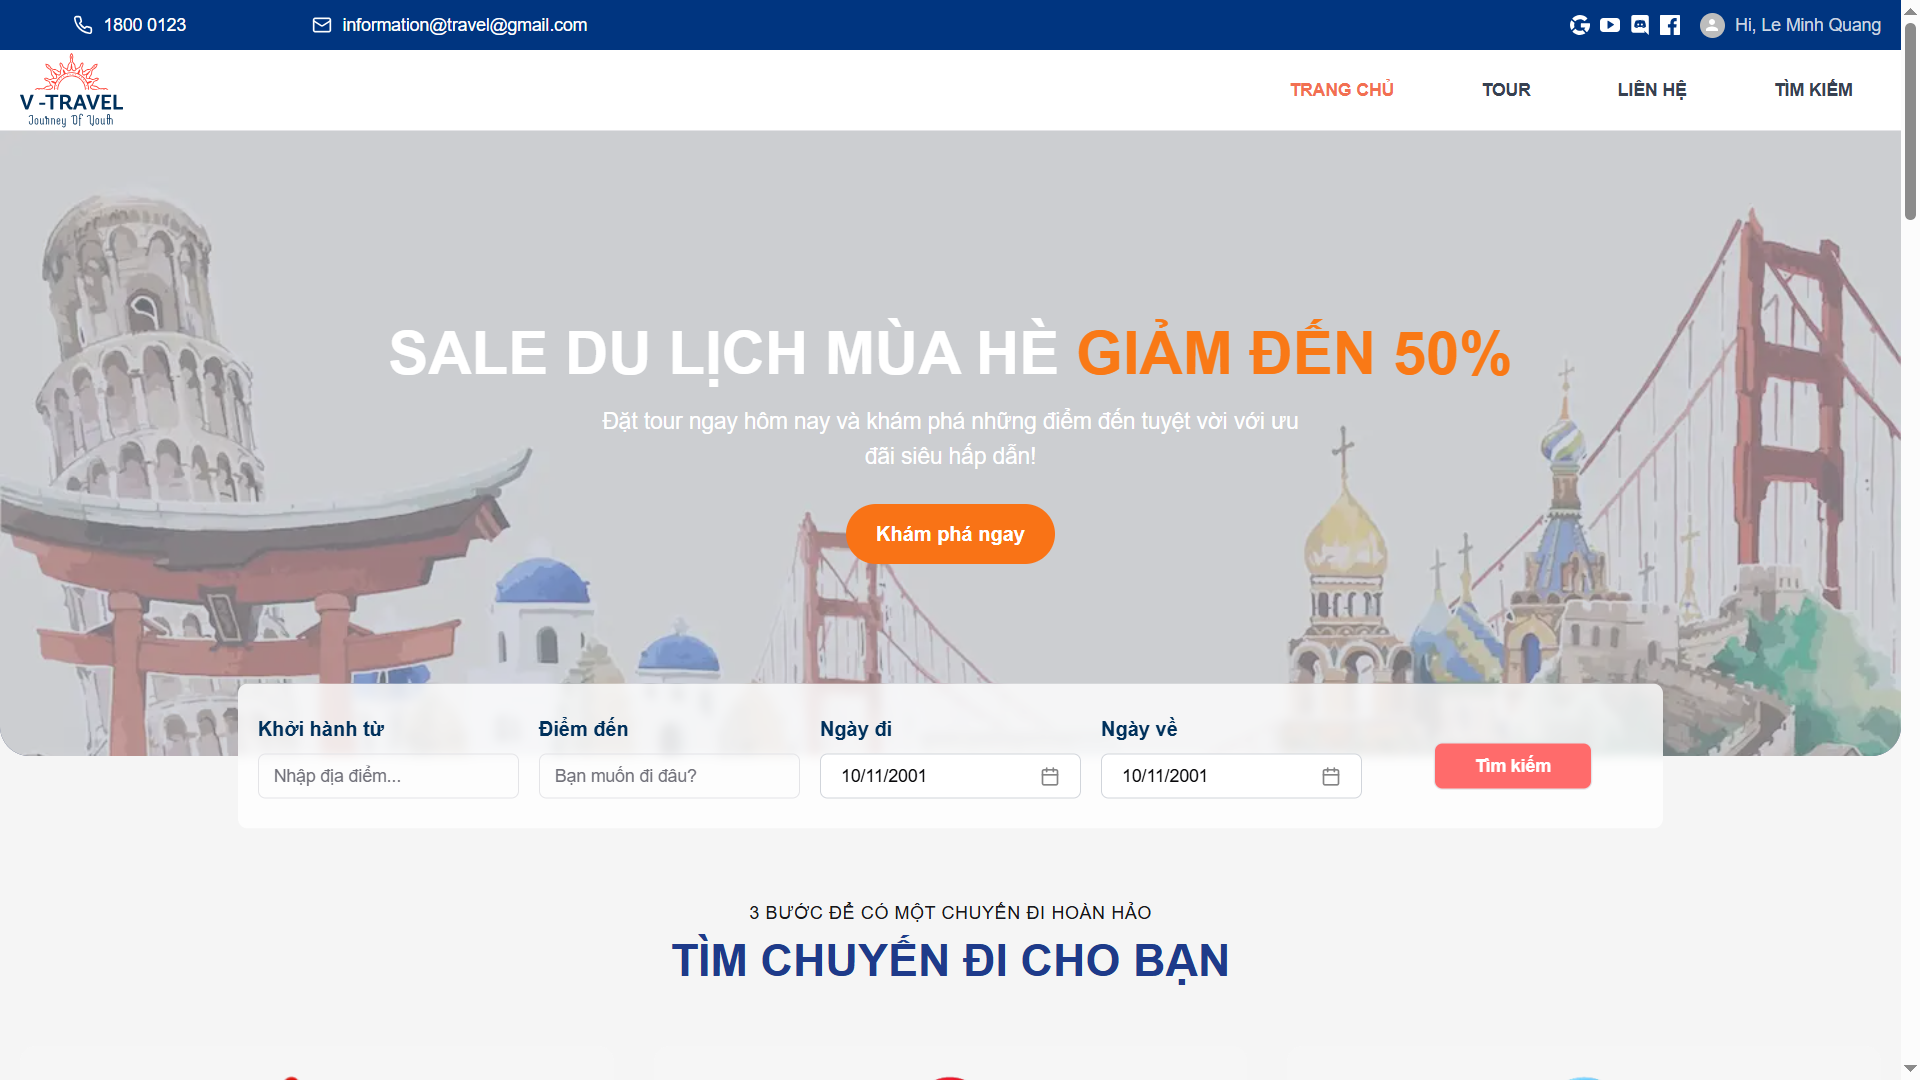 1800 0123
information@travel@gmail.com
Hi, Le Minh Quang
V -TRAVEL
Journey Of Youth
TRANG CHỦ
TOUR
LIÊN HỆ
TÌM KIẾM
SALE DU LỊCH MÙA HÈ GIẢM ĐẾN 50%
Đặt tour ngay hôm nay và khám phá những điểm đến tuyệt vời với ưu
đãi siêu hấp dẫn!
Khám phá ngay
Khởi hành từ
Điểm đến
Ngày đi
Ngày về
Nhập địa điểm...
Bạn muốn đi đâu?
10/11/2001
10/11/2001
Tìm kiếm
3 BƯỚC ĐỂ CÓ MỘT CHUYẾN ĐI HOÀN HẢO
TÌM CHUYẾN ĐI CHO BẠN